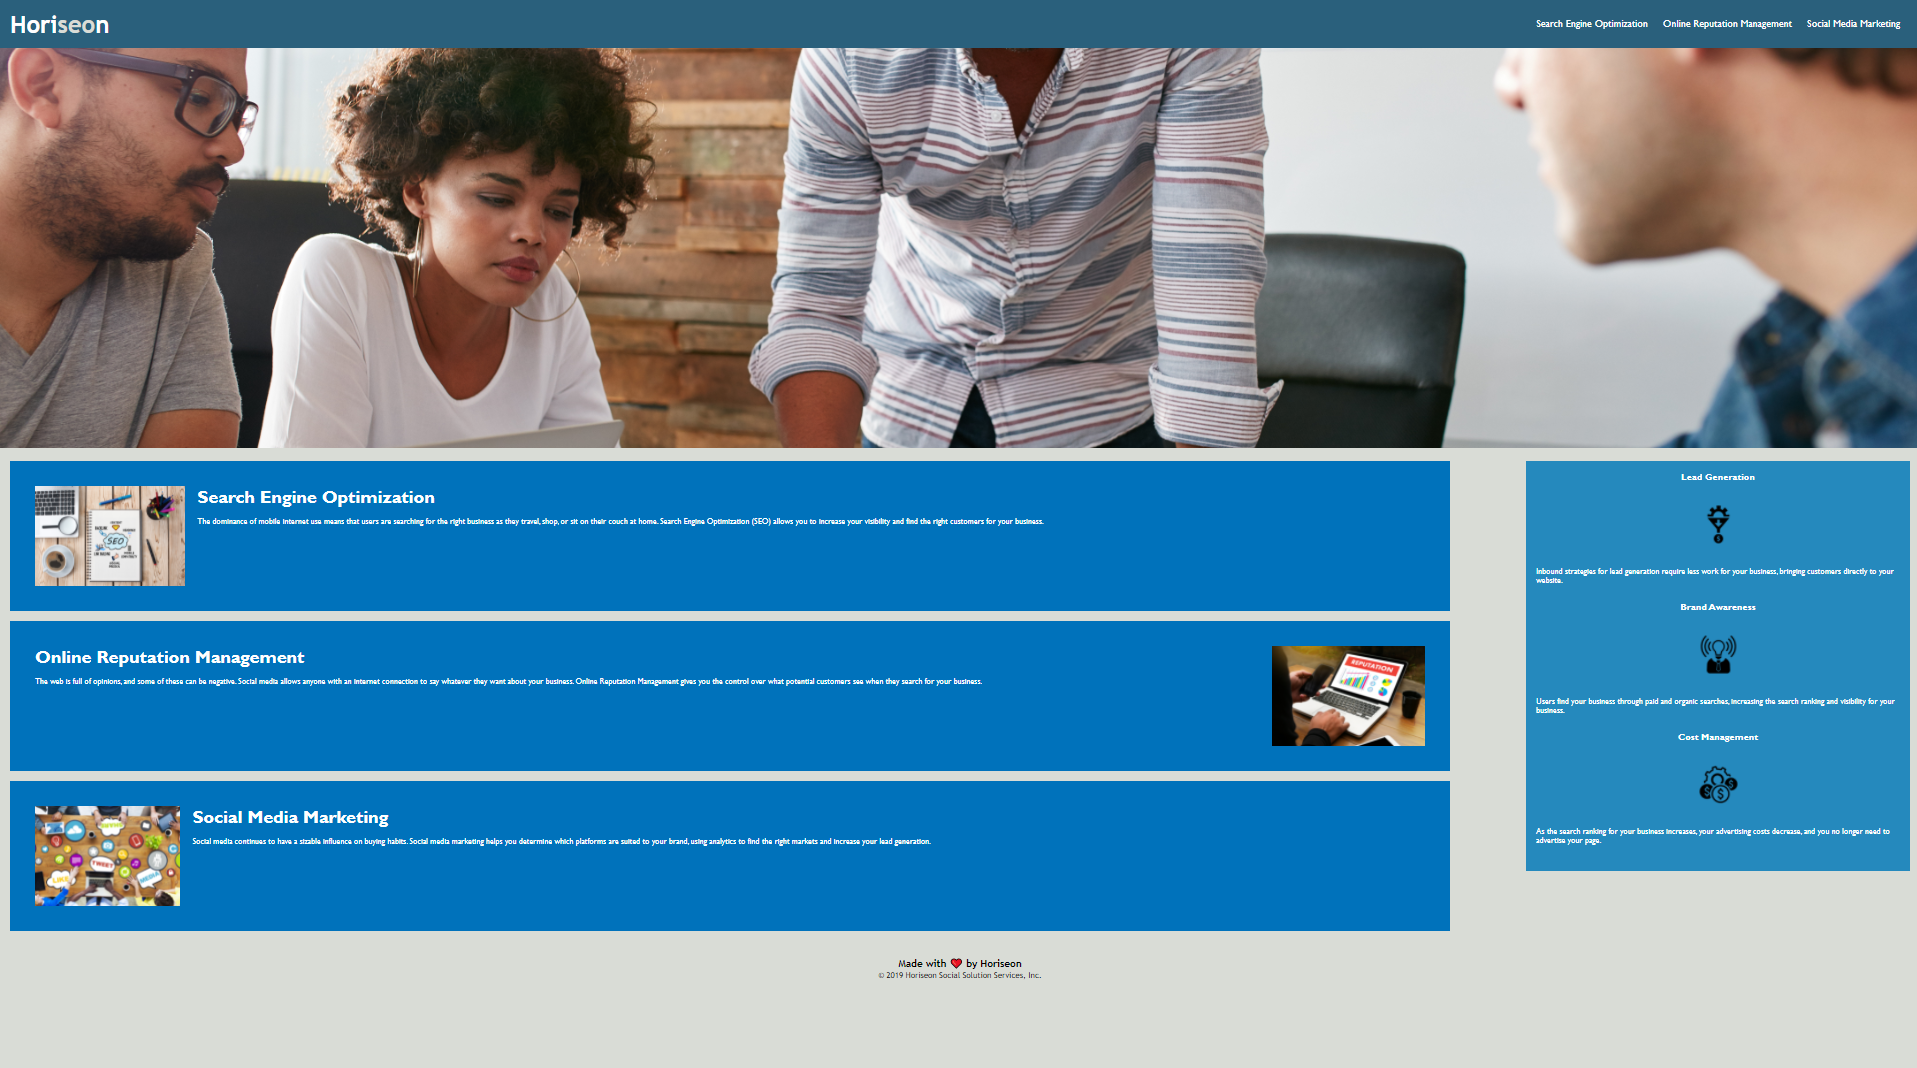 Horiseon
Search Engine Optimization
Online Reputation Management
Social Media Marketing
SEO
Search Engine Optimization
The dominance of mobile internet use means that users are searching for the right business as they travel, shop, or sit on their couch at home. Search Engine Optimization (SEO) allows you to increase your visibility and find the right customers for your business.
Online Reputation Management
The web is full of opinions, and some of these can be negative. Social media allows anyone with an internet connection to say whatever they want about your business. Online Reputation Management gives you the control over what potential customers see when they search for your business.
REPUTATION
TWEET
LIKE
MEDIA
Social Media Marketing
Social media continues to have a sizable influence on buying habits. Social media marketing helps you determine which platforms are suited to your brand, using analytics to find the right markets and increase your lead generation.
Lead Generation
Inbound strategies for lead generation require less work for your business, bringing customers directly to your
website.
Brand Awareness
Users find your business through paid and organic searches, increasing the search ranking and visibility for your
business.
Cost Management
As the search ranking for your business increases, your advertising costs decrease, and you no longer need to
advertise your page.
Made with ❤️ by Horiseon
© 2019 Horiseon Social Solution Services, Inc.